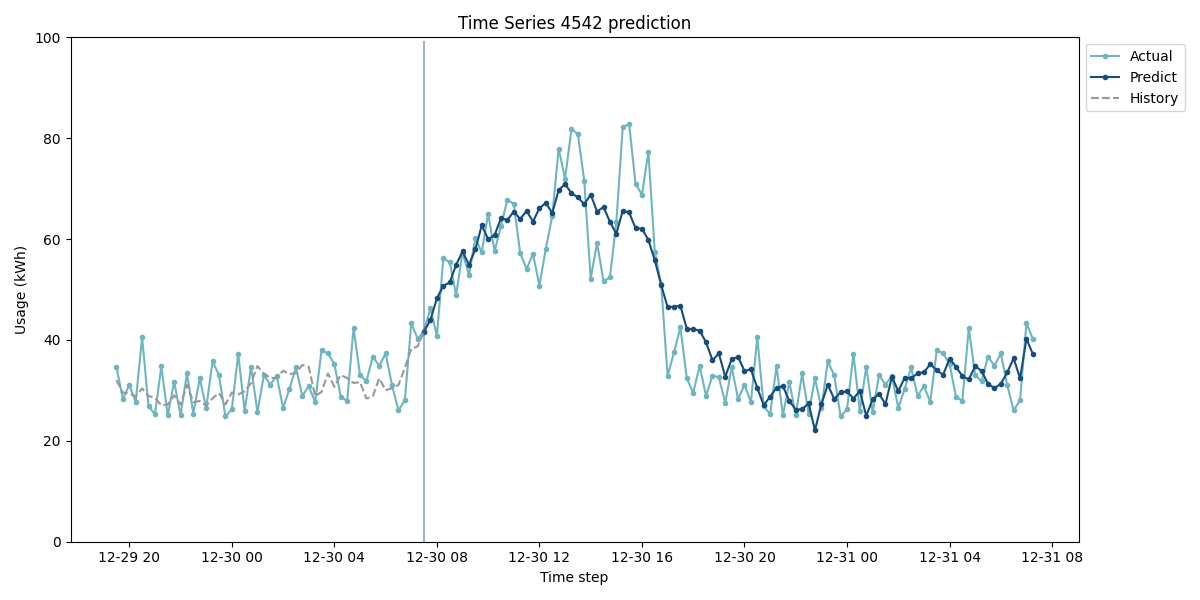 Time Series 4542 prediction
100
80
60
40
20
0
Usage (kWh)
12-29 20
12-30 00
12-30 04
12-30 08
12-30 12
12-30 16
12-30 20
12-31 00
12-31 04
12-31 08
Time step
Actual
Predict
History